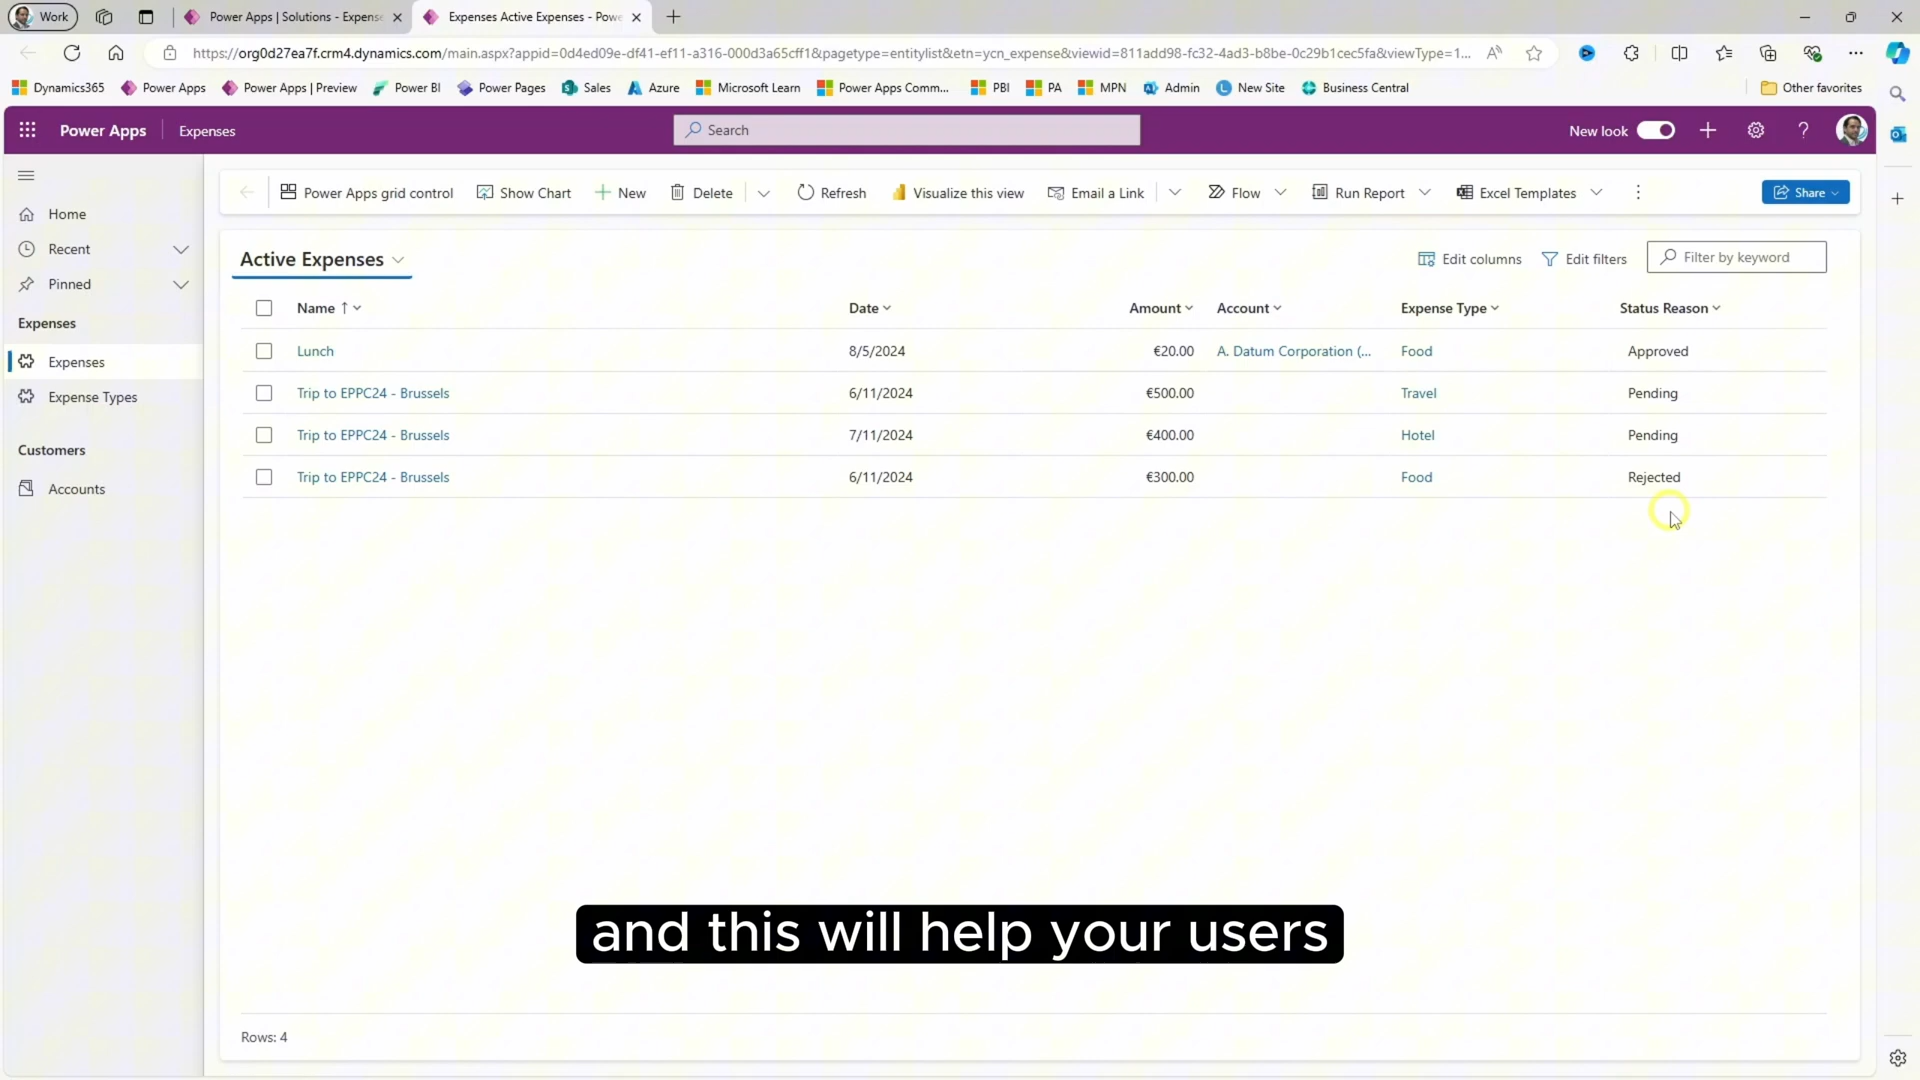 Work
Power Apps | Solutions - Expense
Expenses Active Expenses - Powe
https://org0d27ea7f.crm4.dynamics.com/main.aspx?appid=0d4ed09e-df41-ef11-a316-000d3a65cff1&pagetype=entitylist&etn=ycn_expense&viewid=811add98-fc32-4ad3-b8be-0c29b1cec5fa&viewType=1...
Dynamics365
Power Apps
Power Apps | Preview
Power BI
Power Pages
Sales
Azure
Microsoft Learn
Power Apps Comm...
PBI
PA
MPN
Admin
New Site
Business Central
Other favorites
Power Apps
Expenses
Search
New look
Power Apps grid control
Show Chart
New
Delete
Refresh
Visualize this view
Email a Link
Flow
Run Report
Excel Templates
Share
Home
Recent
Pinned
Expenses
Expenses
Expense Types
Customers
Accounts
Active Expenses
Edit columns
Edit filters
Filter by keyword
Name Date Amount Account Expense Type Status Reason
Lunch 8/5/2024 €20.00 A. Datum Corporation (... Food Approved
Trip to EPPC24 - Brussels 6/11/2024 €500.00 Travel Pending
Trip to EPPC24 - Brussels 7/11/2024 €400.00 Hotel Pending
Trip to EPPC24 - Brussels 6/11/2024 €300.00 Food Rejected
and this will help your users
Rows: 4